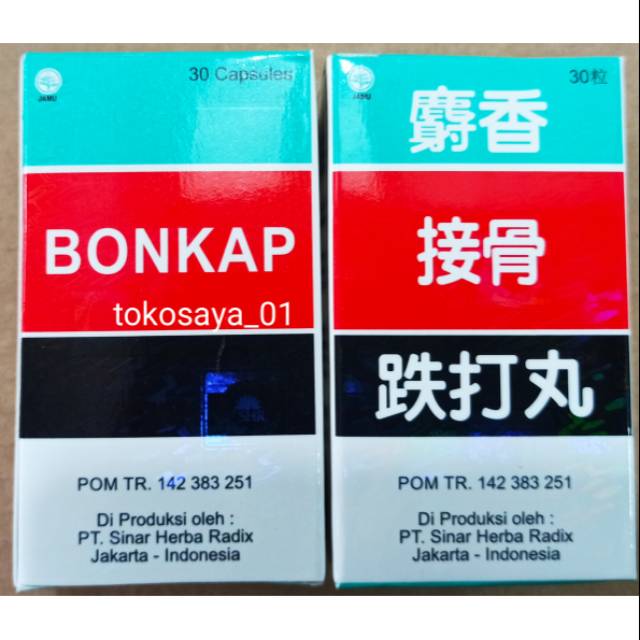 JAMU
30 Capsules
BONKAP
tokosaya_01
POM TR. 142 383 251
Di Produksi oleh :
PT. Sinar Herba Radix
Jakarta - Indonesia
JAMU
30粒
麝香
接骨
跌打丸
POM TR. 142 383 251
Di Produksi oleh :
PT. Sinar Herba Radix
Jakarta - Indonesia